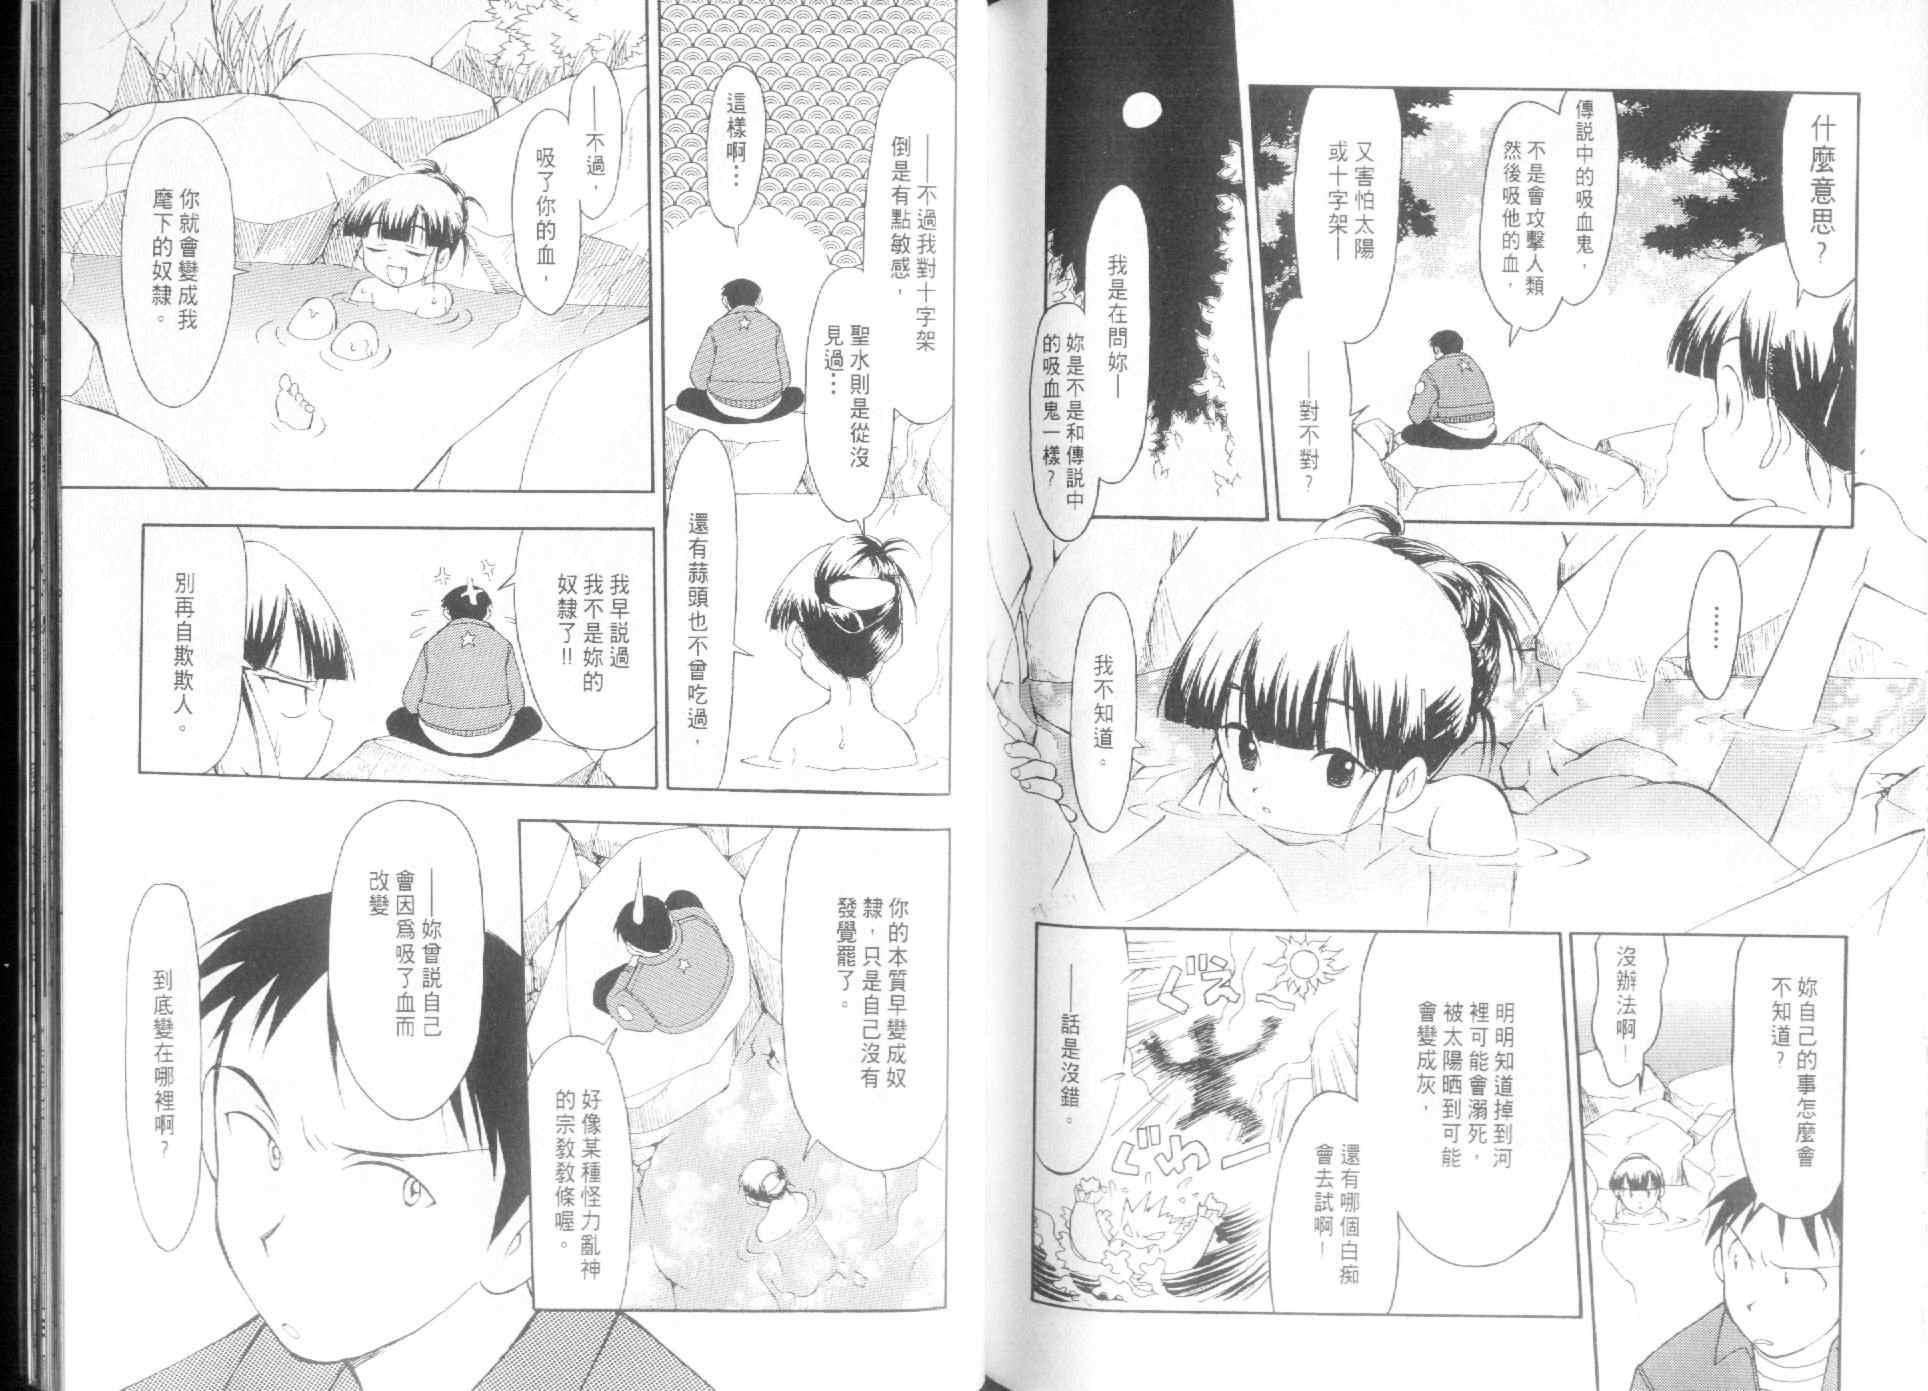 什麼意思?
傳説中的吸血鬼，
不是會攻擊人類
然後吸他的血，
又害怕太陽
或十字架—
——對不對?
我是在問妳—
妳是不是和傳説中
的吸血鬼一樣?
……
我不知道。
妳自己的事怎麼會
不知道?
沒辦法啊!
明明知道掉到河
裡可能會溺死，
被太陽晒到可能
會變成灰，
還有哪個白痴
會去試啊!
ぐえー
ぐわー
——話是沒錯。
——不過我對十字架
倒是有點敏感，
聖水則是從沒
見過…
這樣啊…
還有蒜頭也不曾吃過，
——不過，
吸了你的血，
你就會變成我
麾下的奴隸。
我早説過
我不是妳的
奴隸了!!
別再自欺欺人。
你的本質早變成奴
隸，只是自己沒有
發覺罷了。
好像某種怪力亂神
的宗教教條喔。
——妳曾説自己
會因爲吸了血而
改變
到底變在哪裡啊?